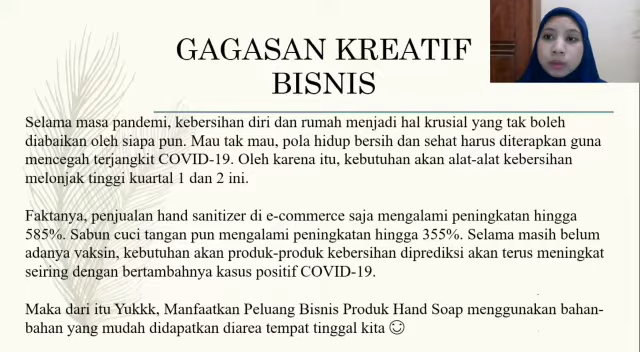 GAGASAN KREATIF
BISNIS
Selama masa pandemi, kebersihan diri dan rumah menjadi hal krusial yang tak boleh
diabaikan oleh siapa pun. Mau tak mau, pola hidup bersih dan sehat harus diterapkan guna
mencegah terjangkit COVID-19. Oleh karena itu, kebutuhan akan alat-alat kebersihan
melonjak tinggi kuartal 1 dan 2 ini.
Faktanya, penjualan hand sanitizer di e-commerce saja mengalami peningkatan hingga
585%. Sabun cuci tangan pun mengalami peningkatan hingga 355%. Selama masih belum
adanya vaksin, kebutuhan akan produk-produk kebersihan diprediksi akan terus meningkat
seiring dengan bertambahnya kasus positif COVID-19.
Maka dari itu Yukkk, Manfaatkan Peluang Bisnis Produk Hand Soap menggunakan bahan-
bahan yang mudah didapatkan diarea tempat tinggal kita ☺